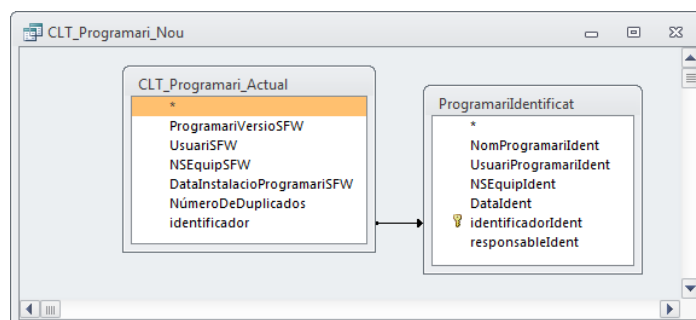 CLT_Programari_Nou
CLT_Programari_Actual
*
ProgramariVersioSFW
UsuariSFW
NSEquipSFW
DataInstalacioProgramariSFW
NúmeroDeDuplicados
identificador
ProgramariIdentificat
*
NomProgramariIdent
UsuariProgramariIdent
NSEquipIdent
DataIdent
identificadorIdent
responsableIdent